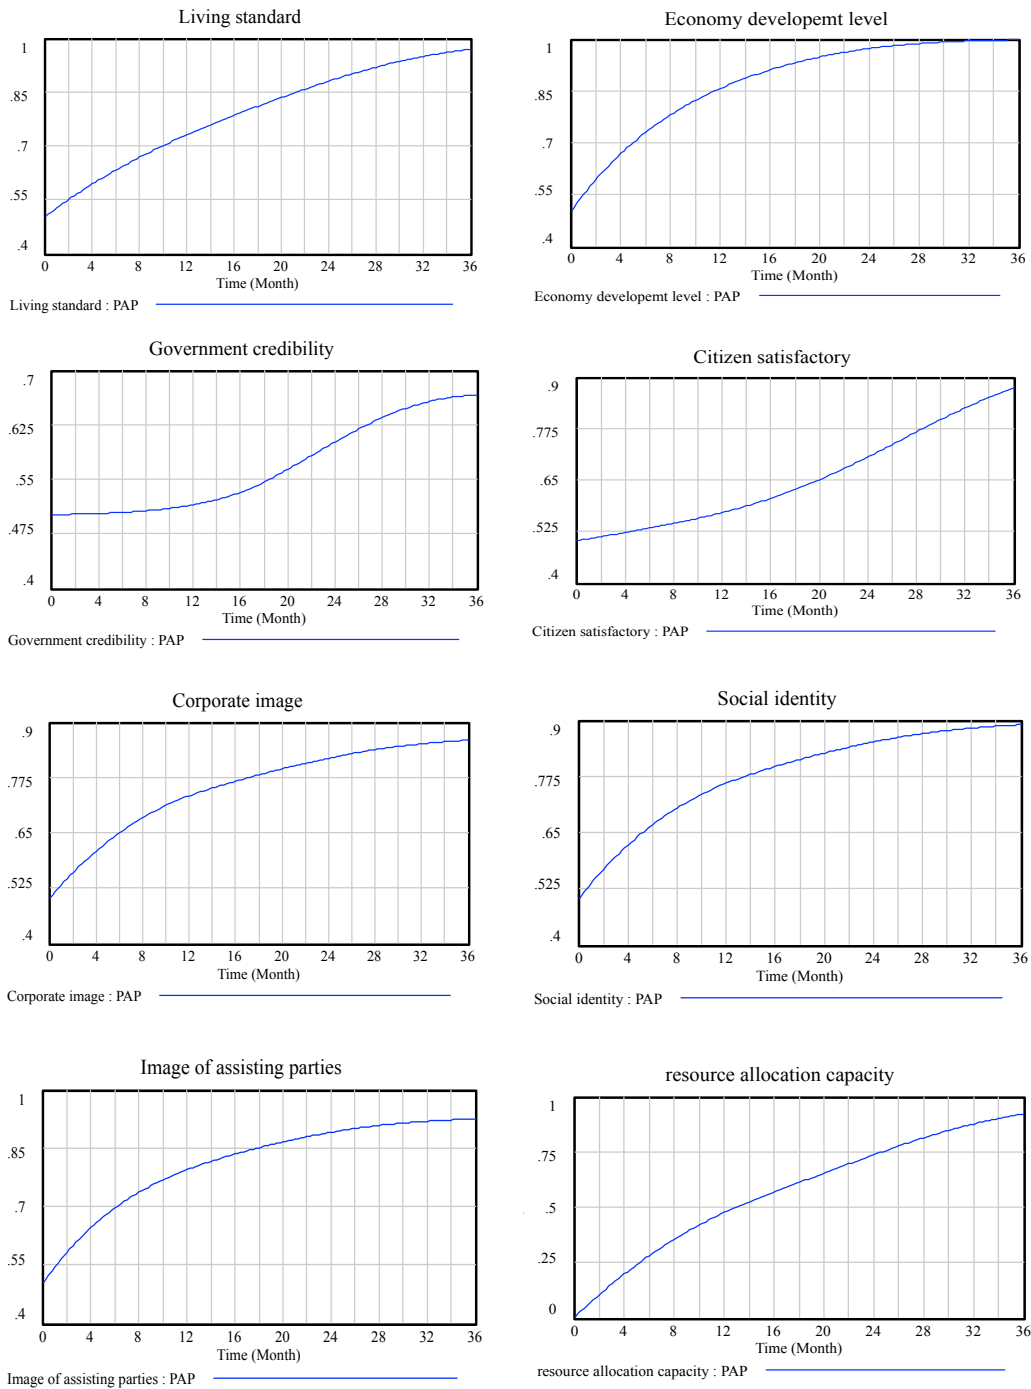 Living standard
1
.85
.7
.55
.4
0 4 8 12 16 20 24 28 32 36
Time (Month)
Living standard : PAP
Economy developemt level
1
.85
.7
.55
.4
0 4 8 12 16 20 24 28 32 36
Time (Month)
Economy developemt level : PAP
Government credibility
.7
.625
.55
.475
.4
0 4 8 12 16 20 24 28 32 36
Time (Month)
Government credibility : PAP
Citizen satisfactory
.9
.775
.65
.525
.4
0 4 8 12 16 20 24 28 32 36
Time (Month)
Citizen satisfactory : PAP
Corporate image
.9
.775
.65
.525
.4
0 4 8 12 16 20 24 28 32 36
Time (Month)
Corporate image : PAP
Social identity
.9
.775
.65
.525
.4
0 4 8 12 16 20 24 28 32 36
Time (Month)
Social identity : PAP
Image of assisting parties
1
.85
.7
.55
.4
0 4 8 12 16 20 24 28 32 36
Time (Month)
Image of assisting parties : PAP
resource allocation capacity
1
.75
.5
.25
0
0 4 8 12 16 20 24 28 32 36
Time (Month)
resource allocation capacity : PAP